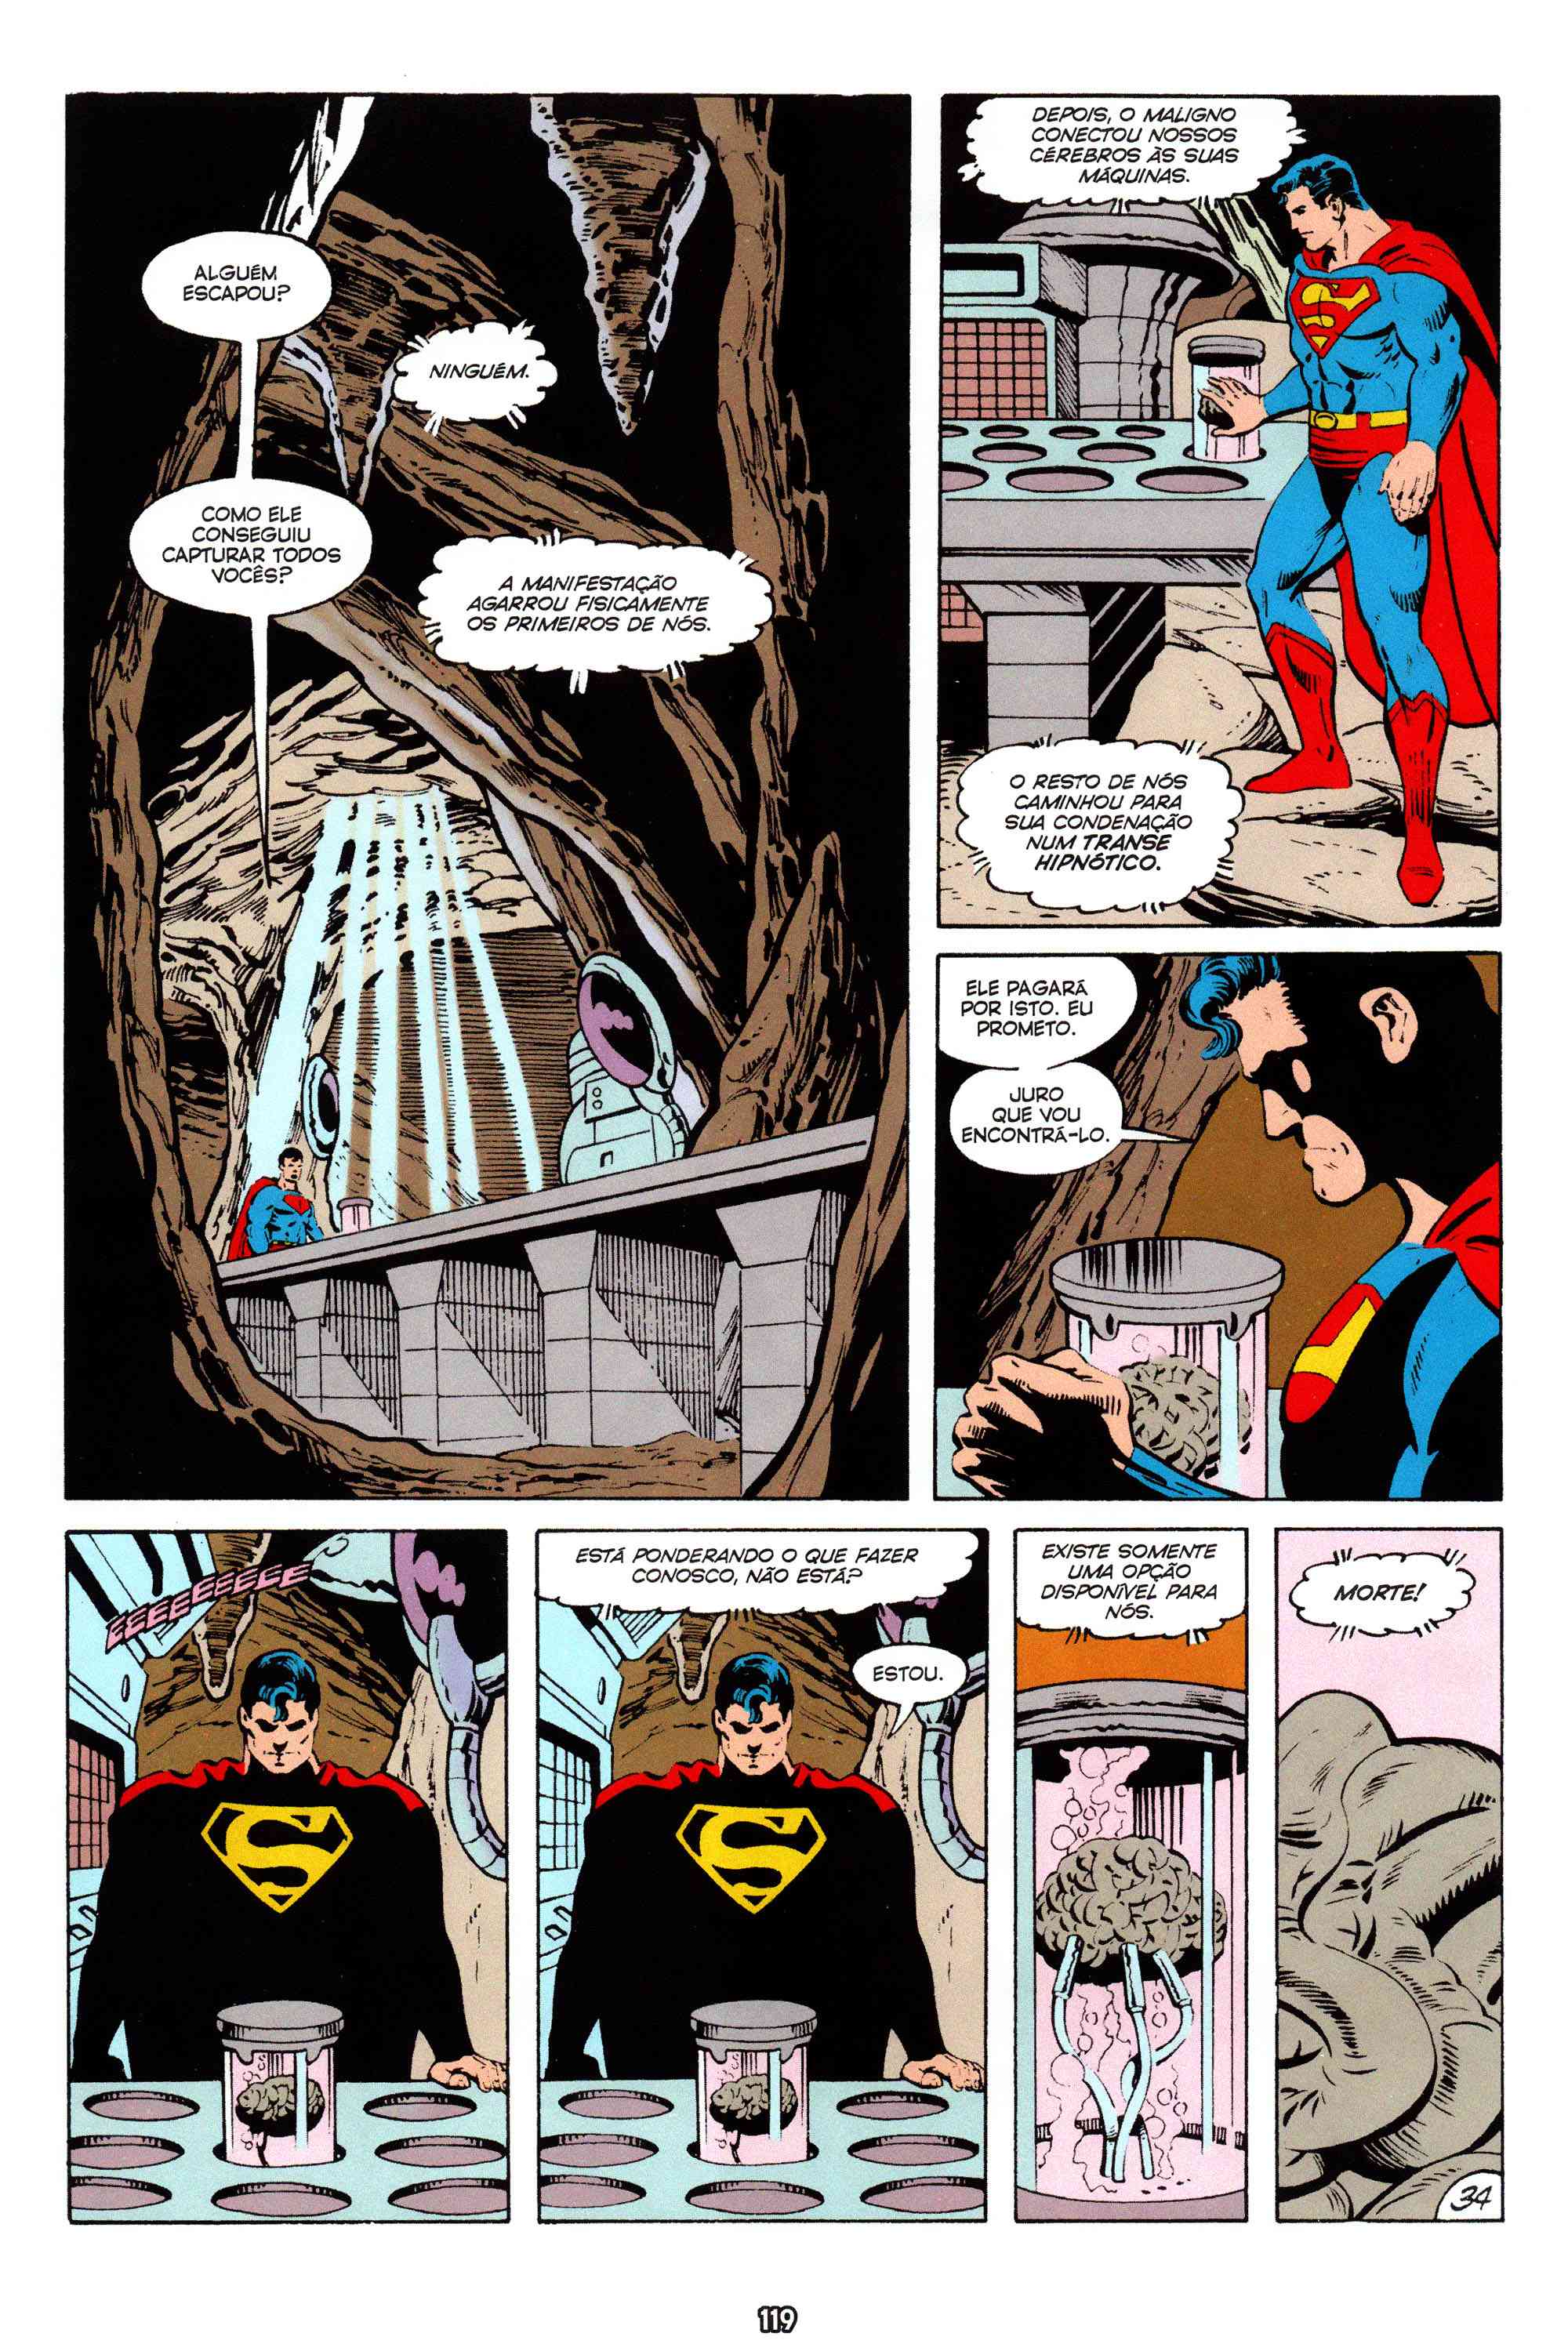 ALGUÉM
ESCAPOU?
NINGUÉM.
COMO ELE
CONSEGUIU
CAPTURAR TODOS
VOCÊS?
A MANIFESTAÇÃO
AGARROU FISICAMENTE
OS PRIMEIROS DE NÓS.
DEPOIS, O MALIGNO
CONECTOU NOSSOS
CÉREBROS ÀS SUAS
MÁQUINAS.
O RESTO DE NÓS
CAMINHOU PARA
SUA CONDENAÇÃO
NUM TRANSE
HIPNÓTICO.
ELE PAGARÁ
POR ISTO. EU
PROMETO.
JURO
QUE VOU
ENCONTRÁ-LO.
ESTÁ PONDERANDO O QUE FAZER
CONOSCO, NÃO ESTÁ?
ESTOU.
EXISTE SOMENTE
UMA OPÇÃO
DISPONÍVEL PARA
NÓS.
MORTE!
34
119